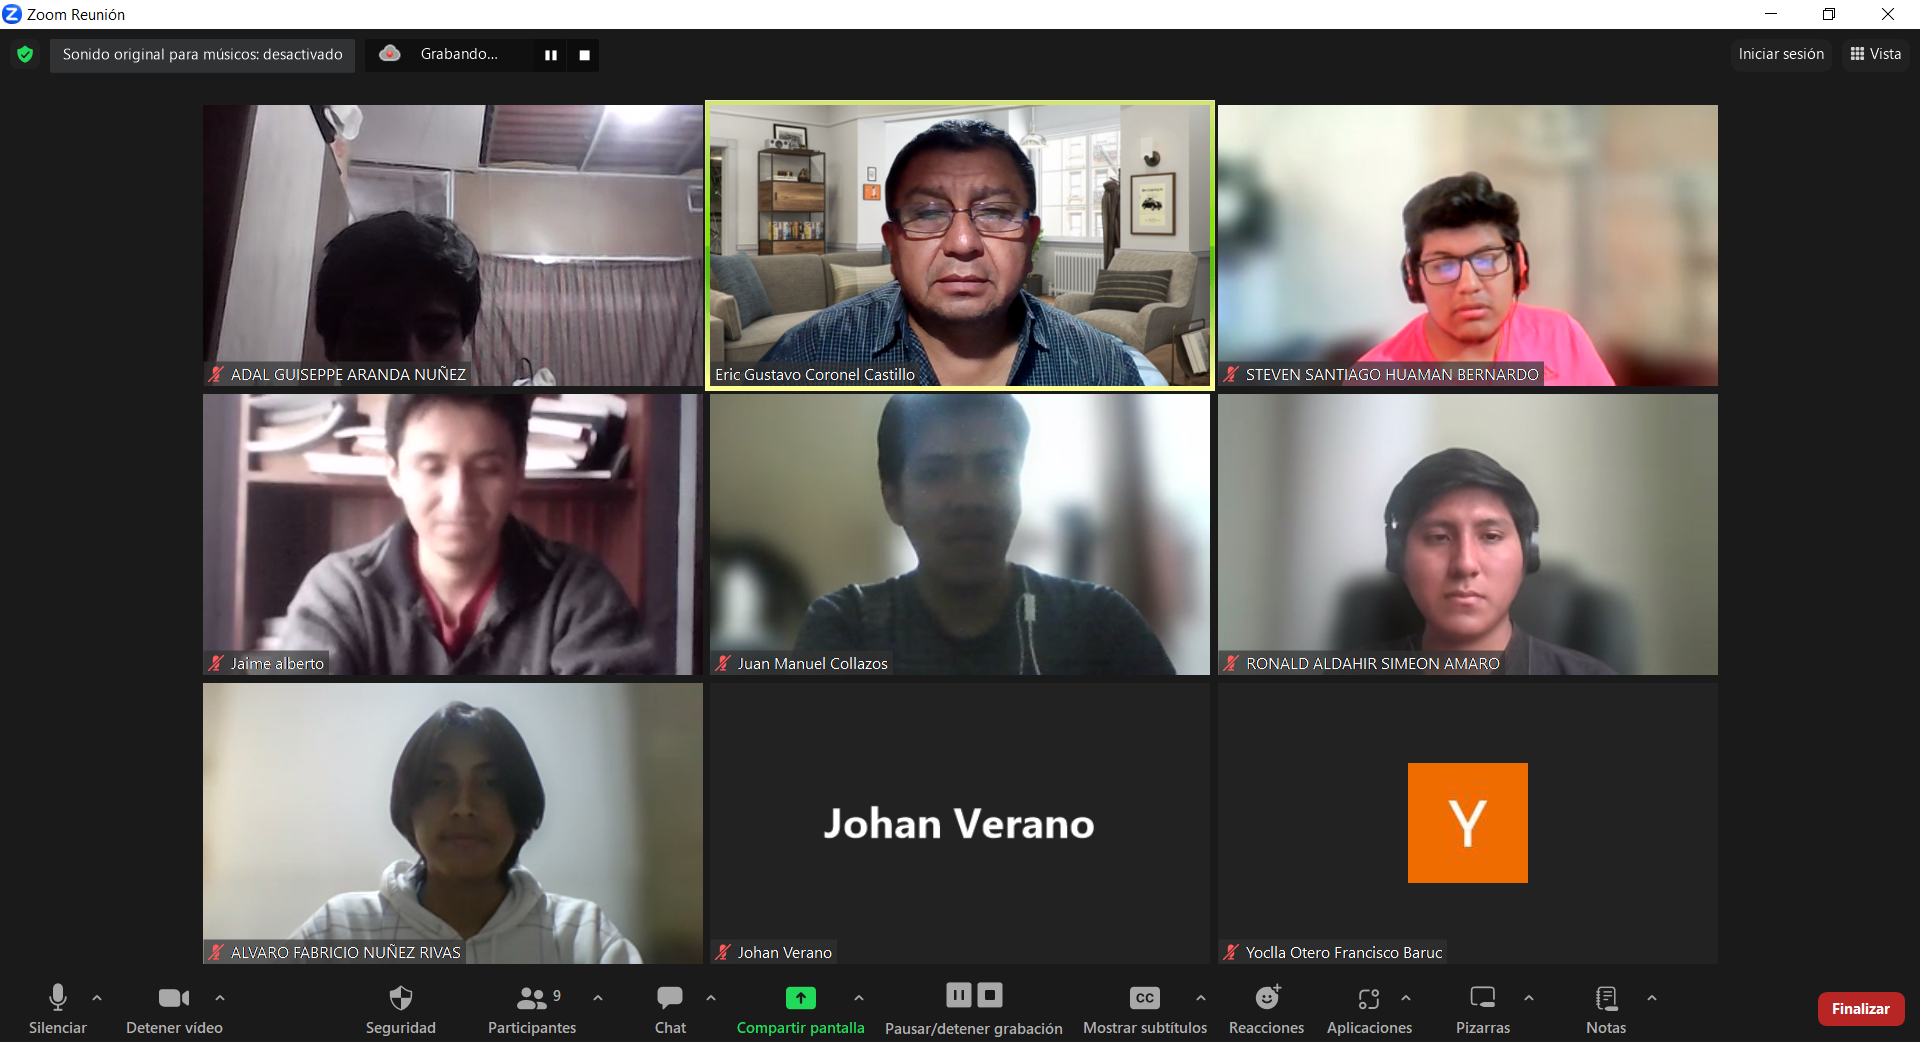 Zoom Reunión
Sonido original para músicos: desactivado
Grabando...
Iniciar sesión
Vista
ADAL GUISEPPE ARANDA NUÑEZ
Eric Gustavo Coronel Castillo
STEVEN SANTIAGO HUAMAN BERNARDO
Jaime alberto
Juan Manuel Collazos
RONALD ALDAHIR SIMEON AMARO
ALVARO FABRICIO NUÑEZ RIVAS
Johan Verano
Johan Verano
Y
Yoclla Otero Francisco Baruc
Silenciar
Detener vídeo
Seguridad
9
Participantes
Chat
Compartir pantalla
Pausar/detener grabación
CC
Mostrar subtítulos
Reacciones
Aplicaciones
Pizarras
Notas
Finalizar